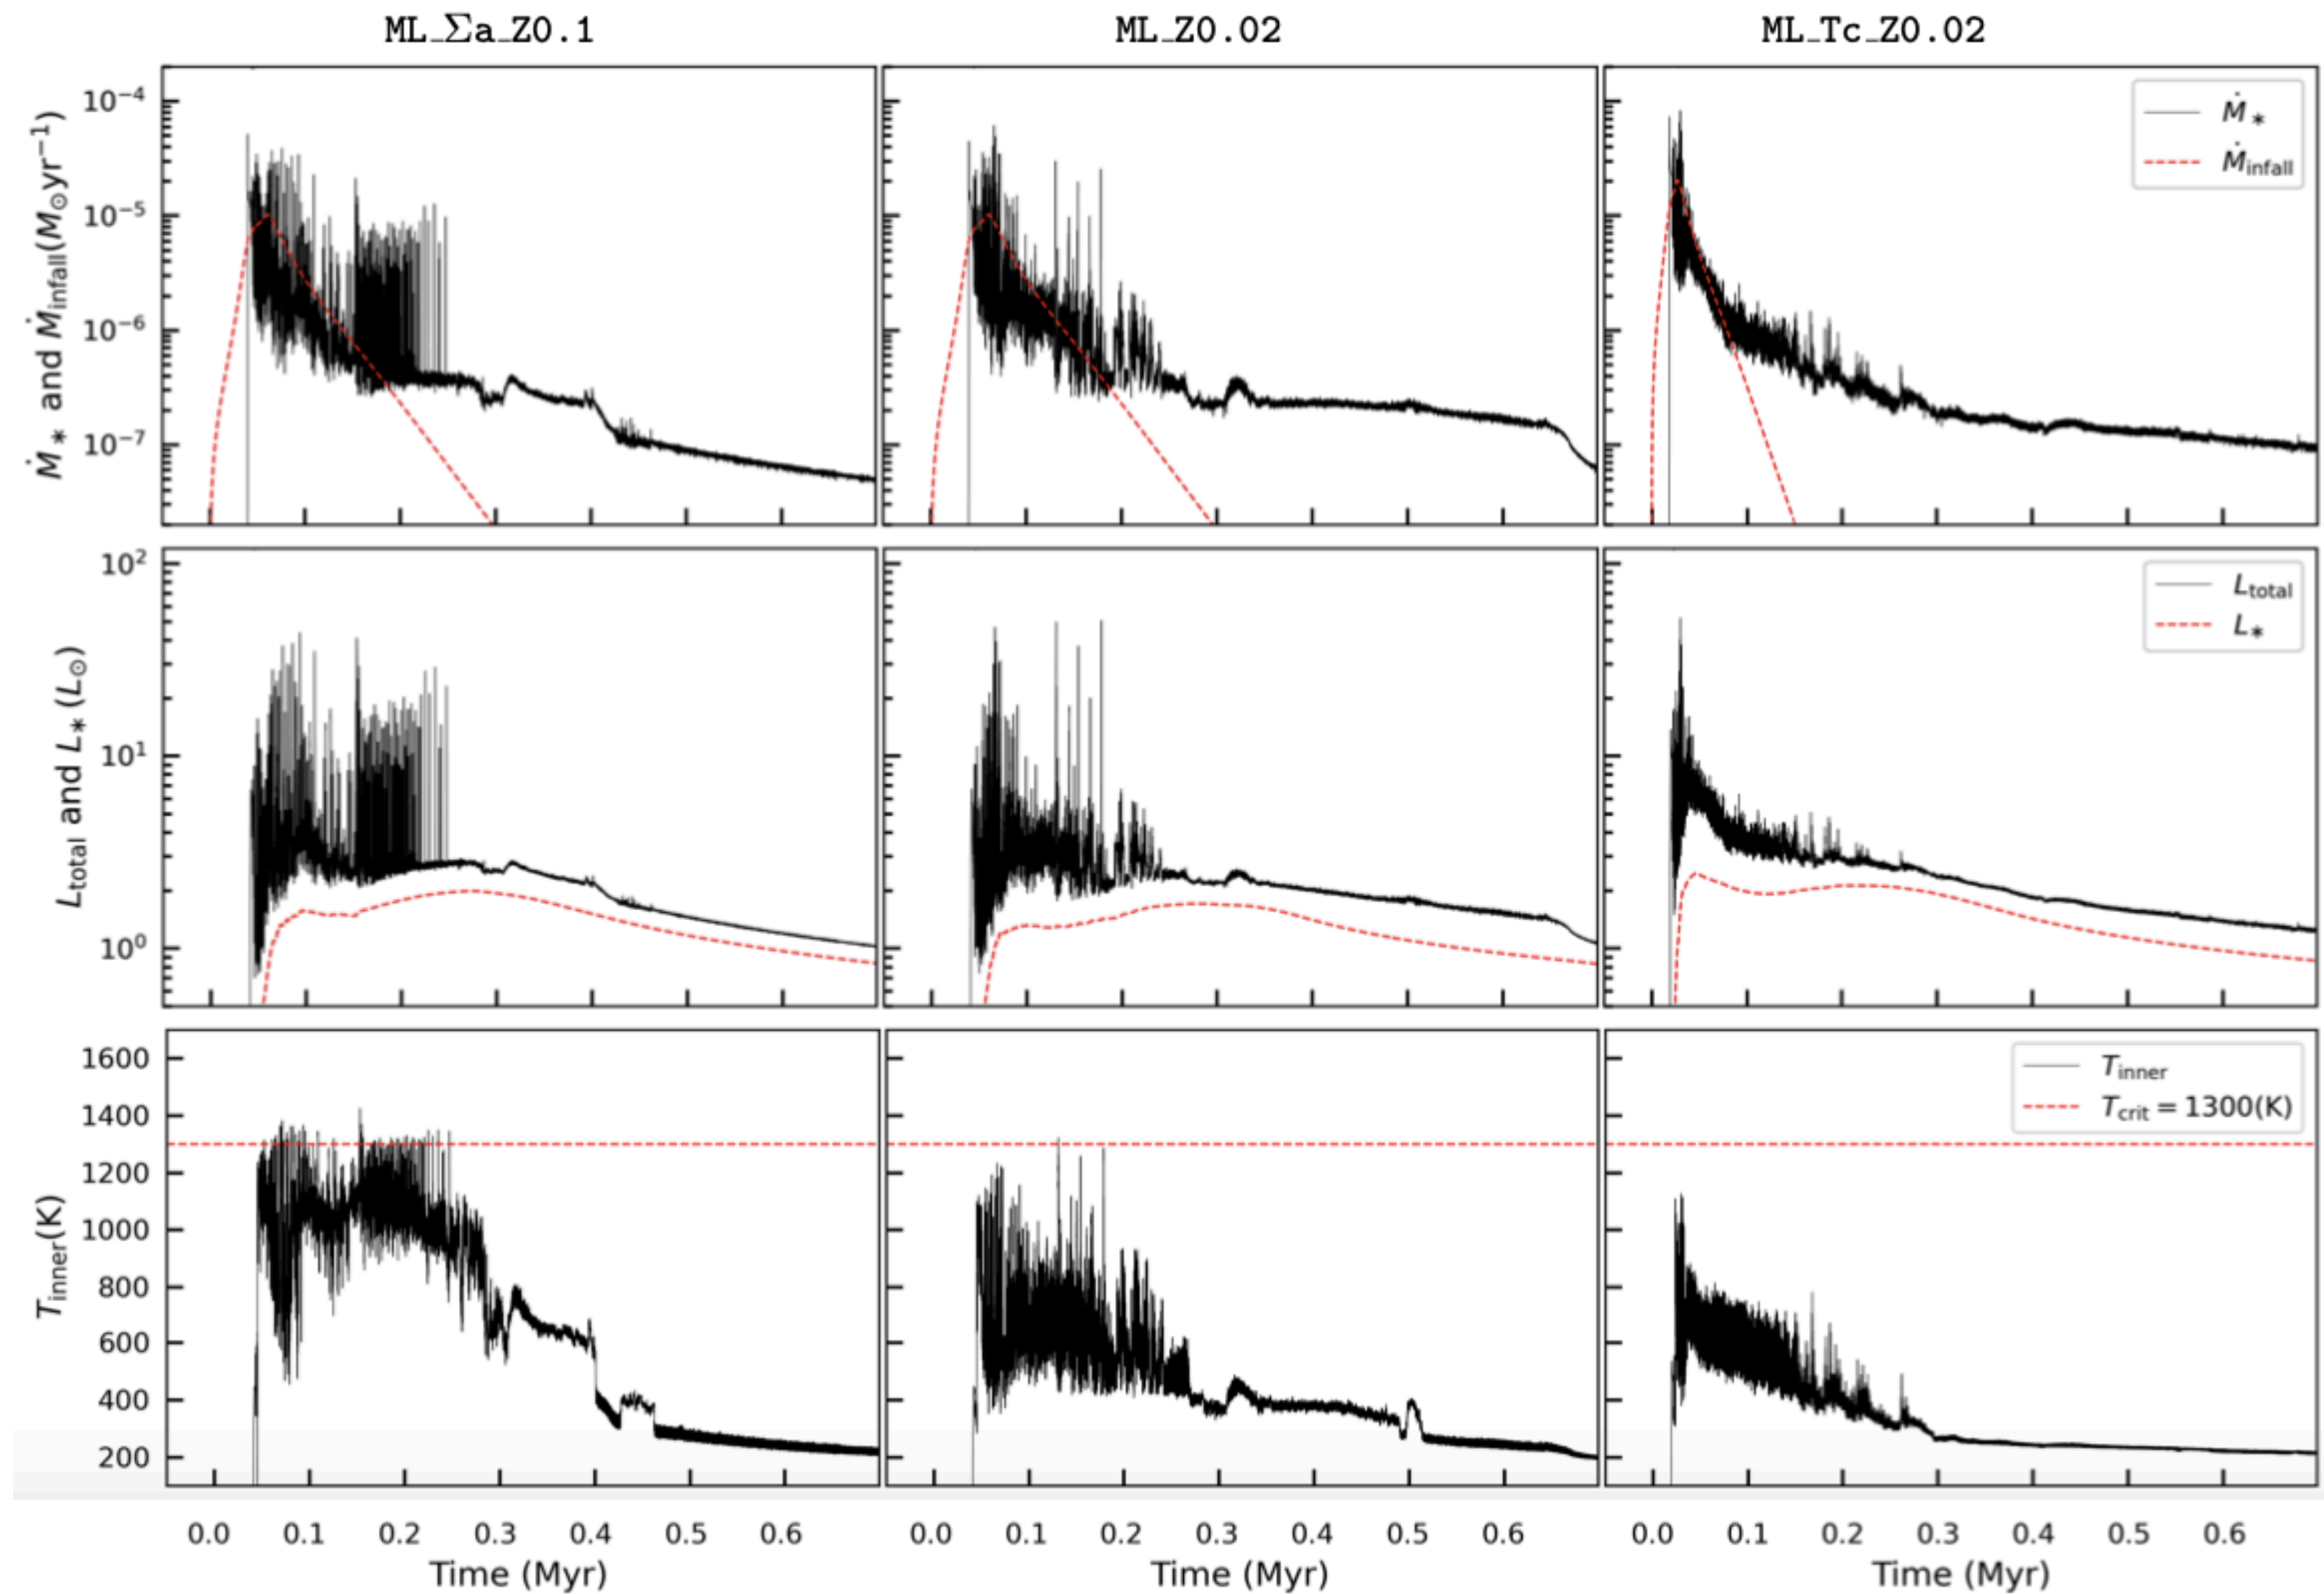 ML_Σa_Z0.1
ML_Z0.02
ML_Tc_Z0.02
Ṁ* and Ṁinfall(M⊙yr⁻¹)
10⁻⁴
10⁻⁵
10⁻⁶
10⁻⁷
Ṁ*
Ṁinfall
Ltotal and L* (L⊙)
10²
10¹
10⁰
Ltotal
L*
Tinner(K)
1600
1400
1200
1000
800
600
400
200
Tinner
Tcrit = 1300(K)
0.0 0.1 0.2 0.3 0.4 0.5 0.6
0.0 0.1 0.2 0.3 0.4 0.5 0.6
0.0 0.1 0.2 0.3 0.4 0.5 0.6
Time (Myr)
Time (Myr)
Time (Myr)